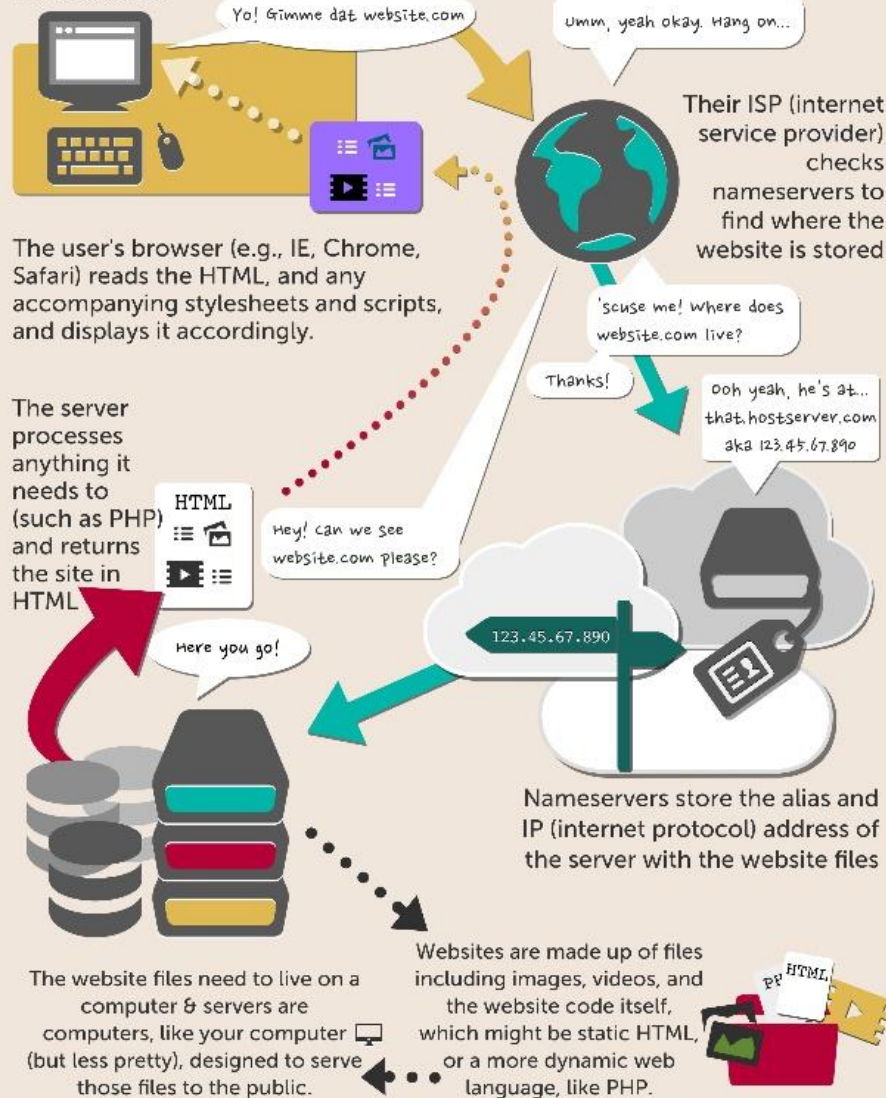 Yo! Gimme dat website.com
Umm, yeah okay. Hang on...
Their ISP (internet
service provider)
checks
nameservers to
find where the
website is stored
The user's browser (e.g., IE, Chrome,
Safari) reads the HTML, and any
accompanying stylesheets and scripts,
and displays it accordingly.
'scuse me! Where does
website.com live?
Thanks!
Ooh yeah, he's at...
that.hostserver.com
aka 123.45.67.890
The server
processes
anything it
needs to
(such as PHP)
and returns
the site in
HTML
HTML
Hey! Can we see
website.com please?
123.45.67.890
Here you go!
Nameservers store the alias and
IP (internet protocol) address of
the server with the website files
The website files need to live on a
computer & servers are
computers, like your computer
(but less pretty), designed to serve
those files to the public.
Websites are made up of files
including images, videos, and
the website code itself,
which might be static HTML,
or a more dynamic web
language, like PHP.
PH
HTML